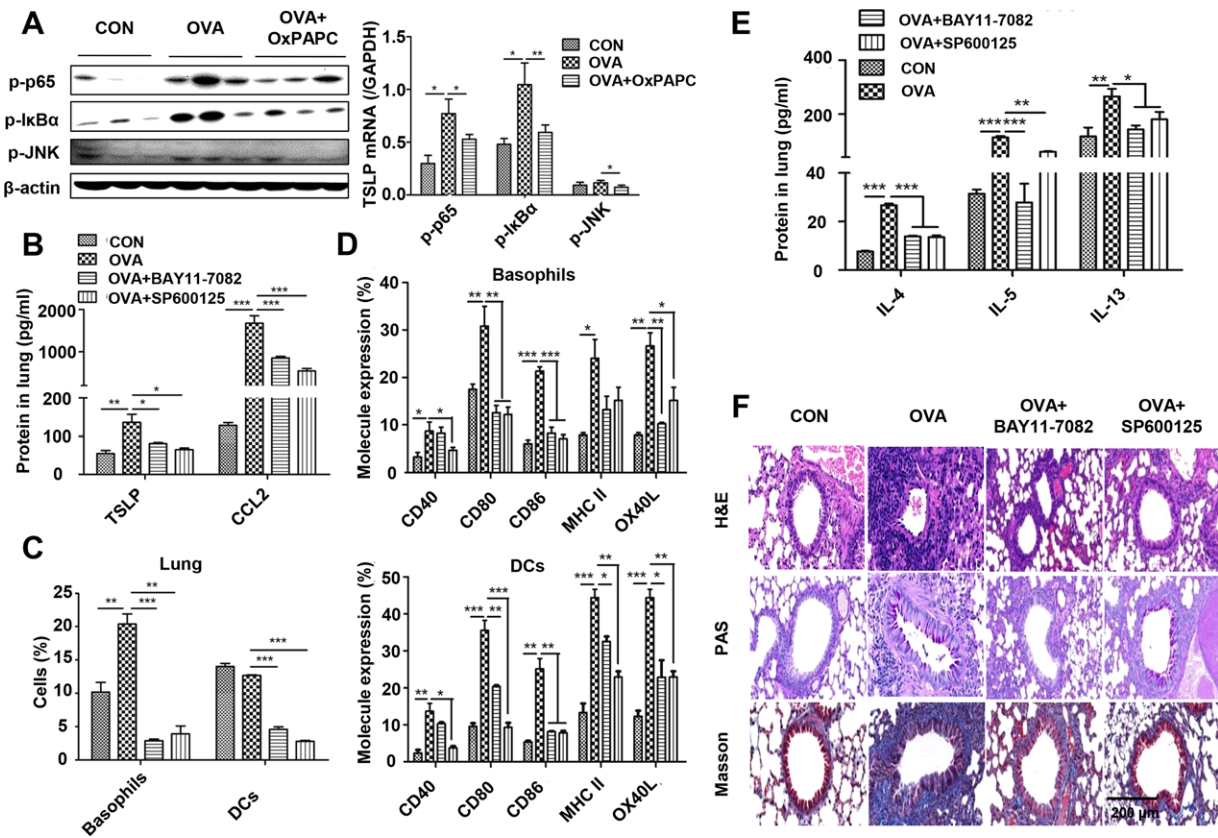 A
CON
OVA
OVA+
OxPAPC
p-p65
p-IκBα
p-JNK
β-actin
TSLP mRNA (/GAPDH)
1.5
1.0
0.5
0.0
* * * ** *
CON
OVA
OVA+OxPAPC
p-p65
p-IκBα
p-JNK
B
CON
OVA
OVA+BAY11-7082
OVA+SP600125
Protein in lung (pg/ml)
2000
1000
200
100
0
** * * *** *** ***
TSLP
CCL2
C
Lung
Cells (%)
25
20
15
10
5
0
** *** ** *** ***
Basophils
DCs
D
Basophils
Molecule expression (%)
40
30
20
10
0
* * ** ** *** *** * ** ** *
CD40
CD80
CD86
MHC II
OX40L
DCs
Molecule expression (%)
50
40
30
20
10
0
** * *** ** *** ** ** *** * ** *** * **
CD40
CD80
CD86
MHC II
OX40L
E
OVA+BAY11-7082
OVA+SP600125
CON
OVA
Protein in lung (pg/ml)
400
200
40
20
0
*** *** *** *** ** ** *
IL-4
IL-5
IL-13
F
CON
OVA
OVA+
BAY11-7082
OVA+
SP600125
H&E
PAS
Masson
200 μm